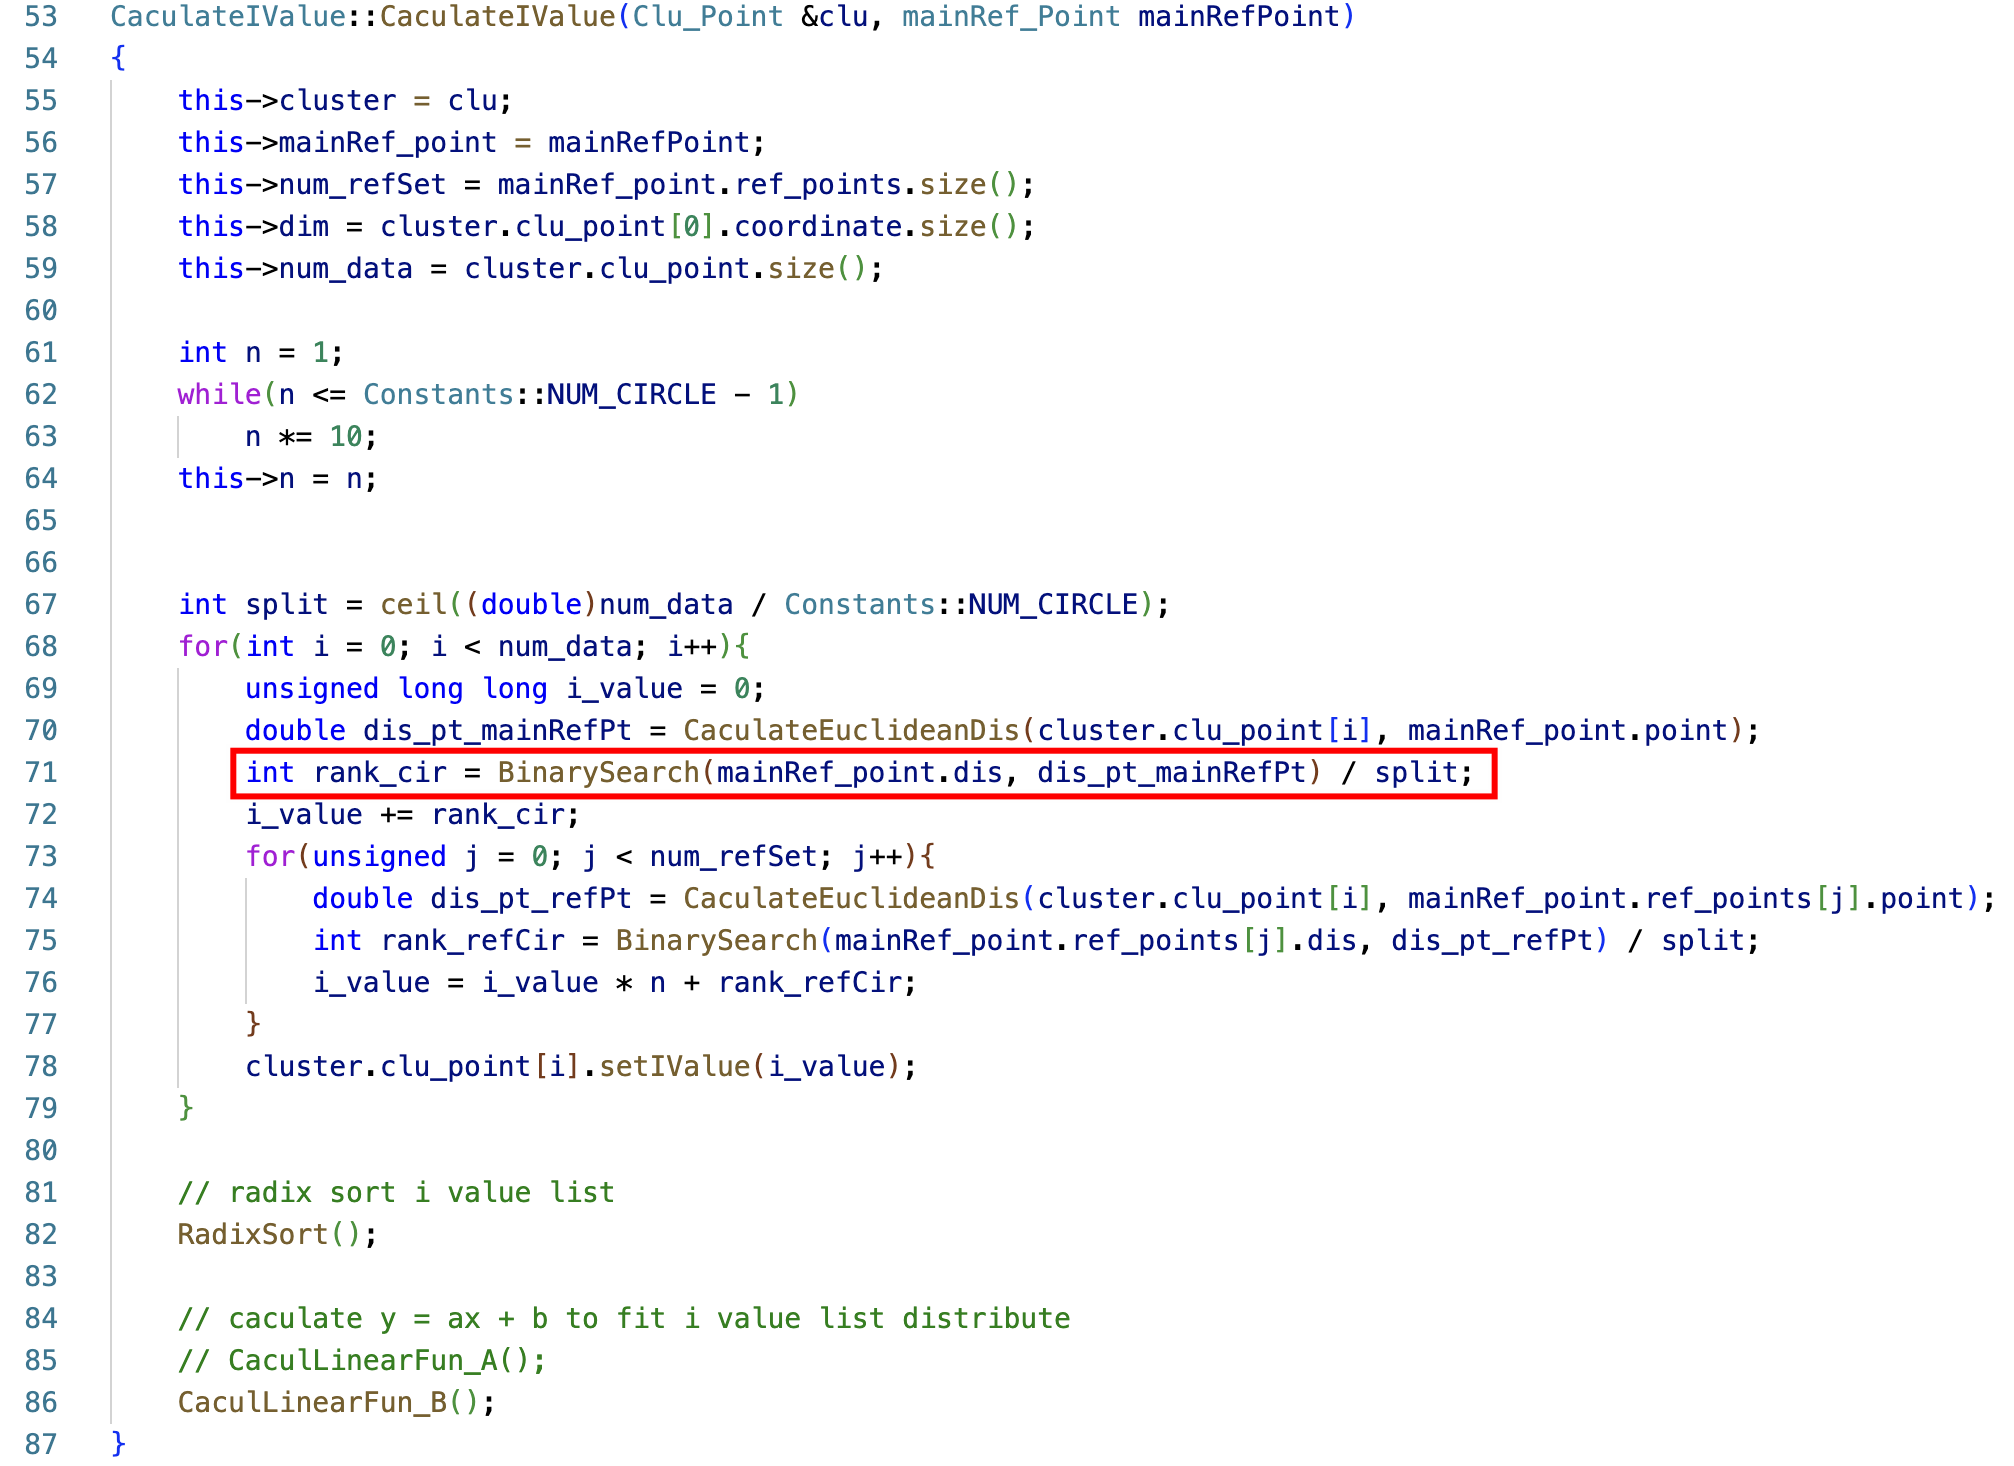 53 CaculateIValue::CaculateIValue(Clu_Point &clu, mainRef_Point mainRefPoint)
54 {
55     this->cluster = clu;
56     this->mainRef_point = mainRefPoint;
57     this->num_refSet = mainRef_point.ref_points.size();
58     this->dim = cluster.clu_point[0].coordinate.size();
59     this->num_data = cluster.clu_point.size();
60
61     int n = 1;
62     while(n <= Constants::NUM_CIRCLE - 1)
63         n *= 10;
64     this->n = n;
65
66
67     int split = ceil((double)num_data / Constants::NUM_CIRCLE);
68     for(int i = 0; i < num_data; i++){
69         unsigned long long i_value = 0;
70         double dis_pt_mainRefPt = CaculateEuclideanDis(cluster.clu_point[i], mainRef_point.point);
71         int rank_cir = BinarySearch(mainRef_point.dis, dis_pt_mainRefPt) / split;
72         i_value += rank_cir;
73         for(unsigned j = 0; j < num_refSet; j++){
74             double dis_pt_refPt = CaculateEuclideanDis(cluster.clu_point[i], mainRef_point.ref_points[j].point);
75             int rank_refCir = BinarySearch(mainRef_point.ref_points[j].dis, dis_pt_refPt) / split;
76             i_value = i_value * n + rank_refCir;
77         }
78         cluster.clu_point[i].setIValue(i_value);
79     }
80
81     // radix sort i value list
82     RadixSort();
83
84     // caculate y = ax + b to fit i value list distribute
85     // CaculLinearFun_A();
86     CaculLinearFun_B();
87 }